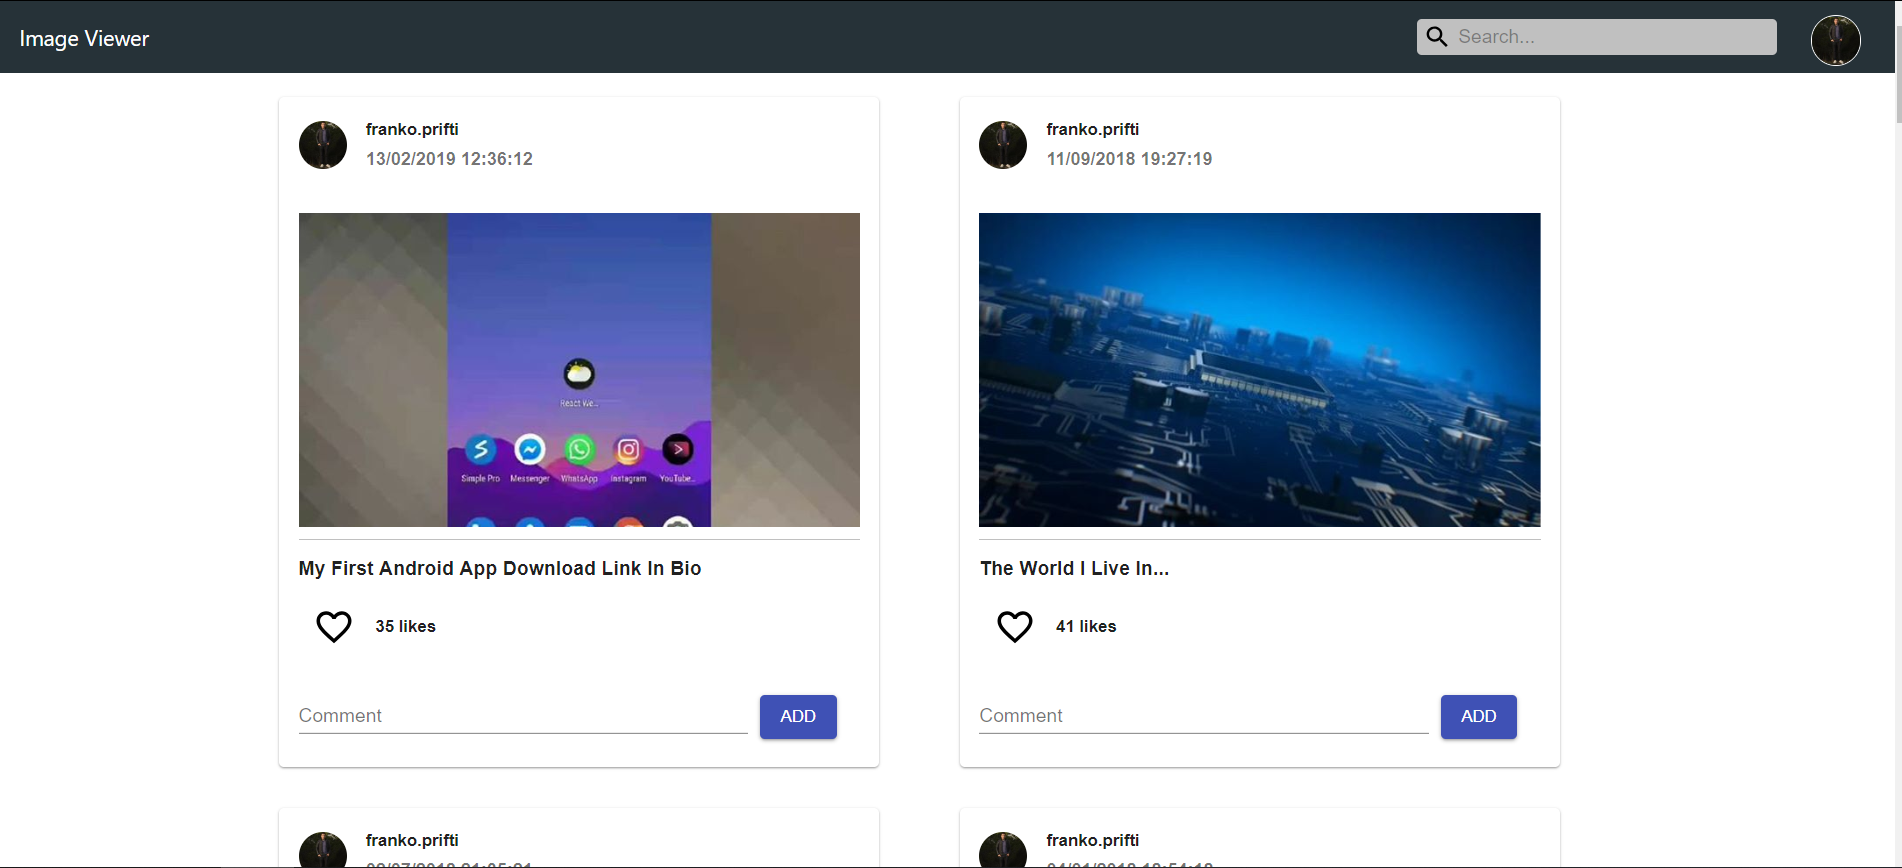 Image Viewer
Search...
franko.prifti
13/02/2019 12:36:12
React We...
Simple Pro Messenger WhatsApp Instagram YouTube...
My First Android App Download Link In Bio
35 likes
Comment
ADD
franko.prifti
11/09/2018 19:27:19
The World I Live In...
41 likes
Comment
ADD
franko.prifti
franko.prifti